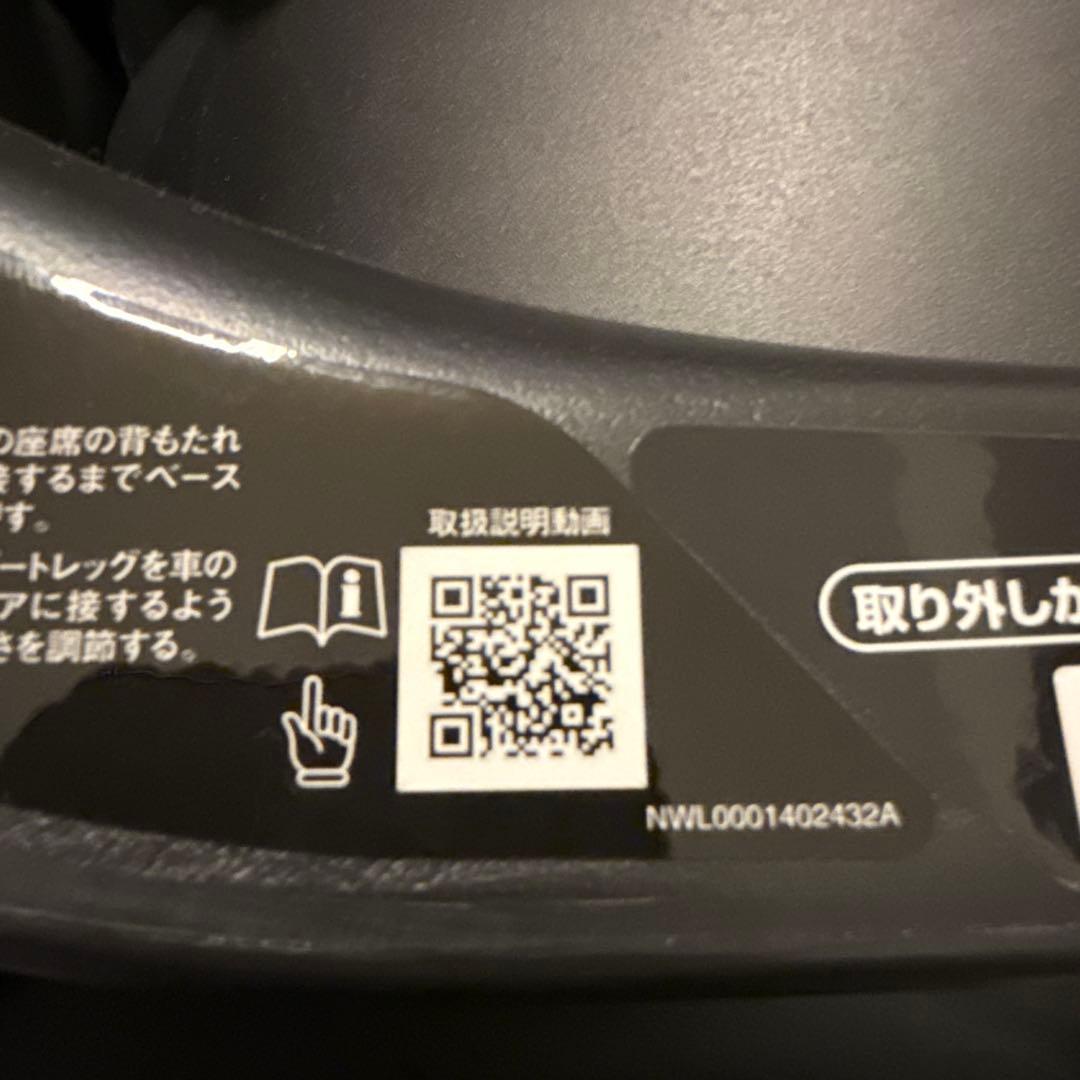 の座席の背もたれ
接するまでベース
す。
ートレッグを車の
アに接するよう
さを調節する。
取扱説明動画
NWL0001402432A
取り外しか